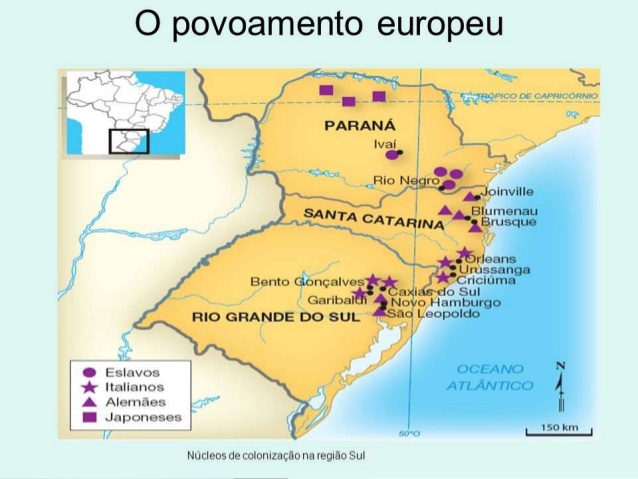 O povoamento europeu
TRÓPICO DE CAPRICÓRNIO
PARANÁ
Ivaí
Rio Negro
Joinville
SANTA CATARINA
Blumenau
Brusque
Orleans
Urussanga
Criciúma
Bento Gonçalves
Caxias do Sul
Garibaldi
Novo Hamburgo
RIO GRANDE DO SUL
São Leopoldo
OCEANO
ATLÂNTICO
N
Eslavos
Italianos
Alemães
Japoneses
50°O
150 km
Núcleos de colonização na região Sul